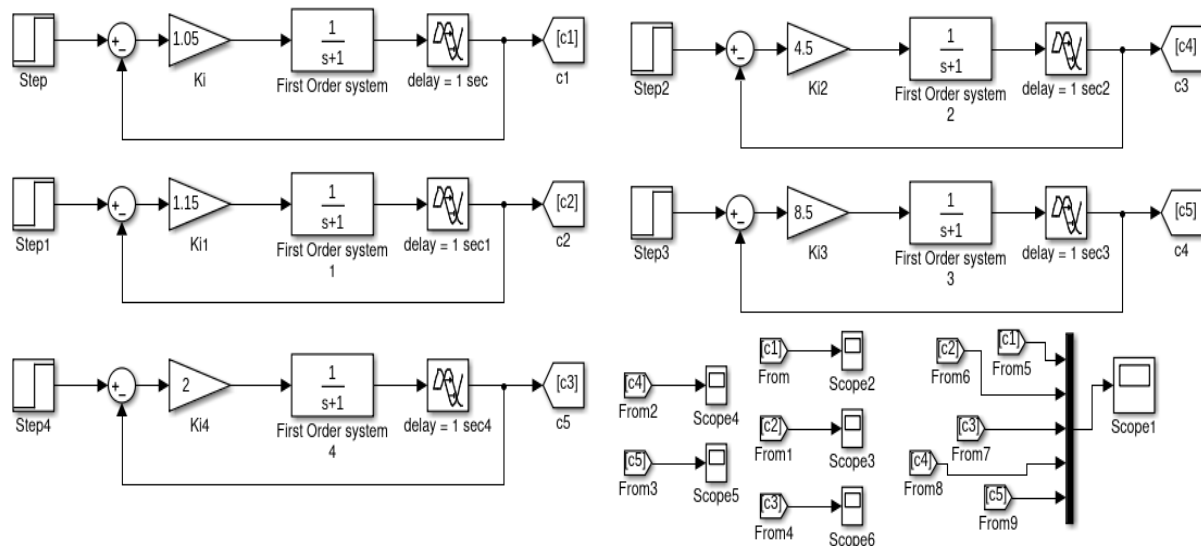 Step
+
−
1.05
Ki
1
s+1
First Order system
delay = 1 sec
[c1]
c1
Step2
+
−
4.5
Ki2
1
s+1
First Order system
2
delay = 1 sec2
[c4]
c3
Step1
+
−
1.15
Ki1
1
s+1
First Order system
1
delay = 1 sec1
[c2]
c2
Step3
+
−
8.5
Ki3
1
s+1
First Order system
3
delay = 1 sec3
[c5]
c4
Step4
+
−
2
Ki4
1
s+1
First Order system
4
delay = 1 sec4
[c3]
c5
[c4]
From2
Scope4
[c5]
From3
Scope5
[c1]
From
Scope2
[c2]
From1
Scope3
[c3]
From4
Scope6
[c1]
From5
[c2]
From6
[c3]
From7
[c4]
From8
[c5]
From9
Scope1